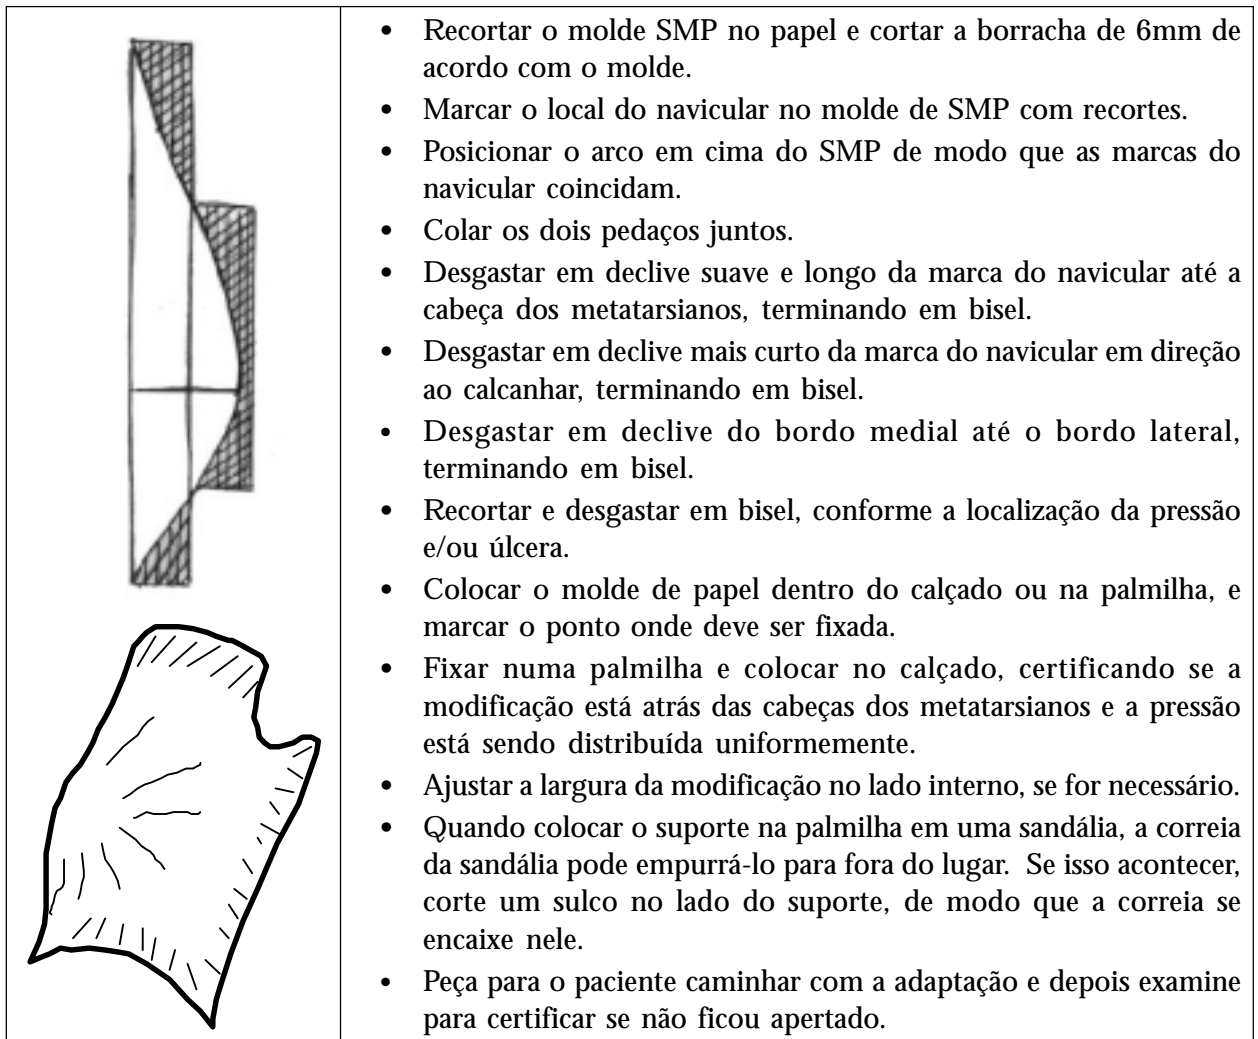 • Recortar o molde SMP no papel e cortar a borracha de 6mm de
acordo com o molde.
• Marcar o local do navicular no molde de SMP com recortes.
• Posicionar o arco em cima do SMP de modo que as marcas do
navicular coincidam.
• Colar os dois pedaços juntos.
• Desgastar em declive suave e longo da marca do navicular até a
cabeça dos metatarsianos, terminando em bisel.
• Desgastar em declive mais curto da marca do navicular em direção
ao calcanhar, terminando em bisel.
• Desgastar em declive do bordo medial até o bordo lateral,
terminando em bisel.
• Recortar e desgastar em bisel, conforme a localização da pressão
e/ou úlcera.
• Colocar o molde de papel dentro do calçado ou na palmilha, e
marcar o ponto onde deve ser fixada.
• Fixar numa palmilha e colocar no calçado, certificando se a
modificação está atrás das cabeças dos metatarsianos e a pressão
está sendo distribuída uniformemente.
• Ajustar a largura da modificação no lado interno, se for necessário.
• Quando colocar o suporte na palmilha em uma sandália, a correia
da sandália pode empurrá-lo para fora do lugar. Se isso acontecer,
corte um sulco no lado do suporte, de modo que a correia se
encaixe nele.
• Peça para o paciente caminhar com a adaptação e depois examine
para certificar se não ficou apertado.